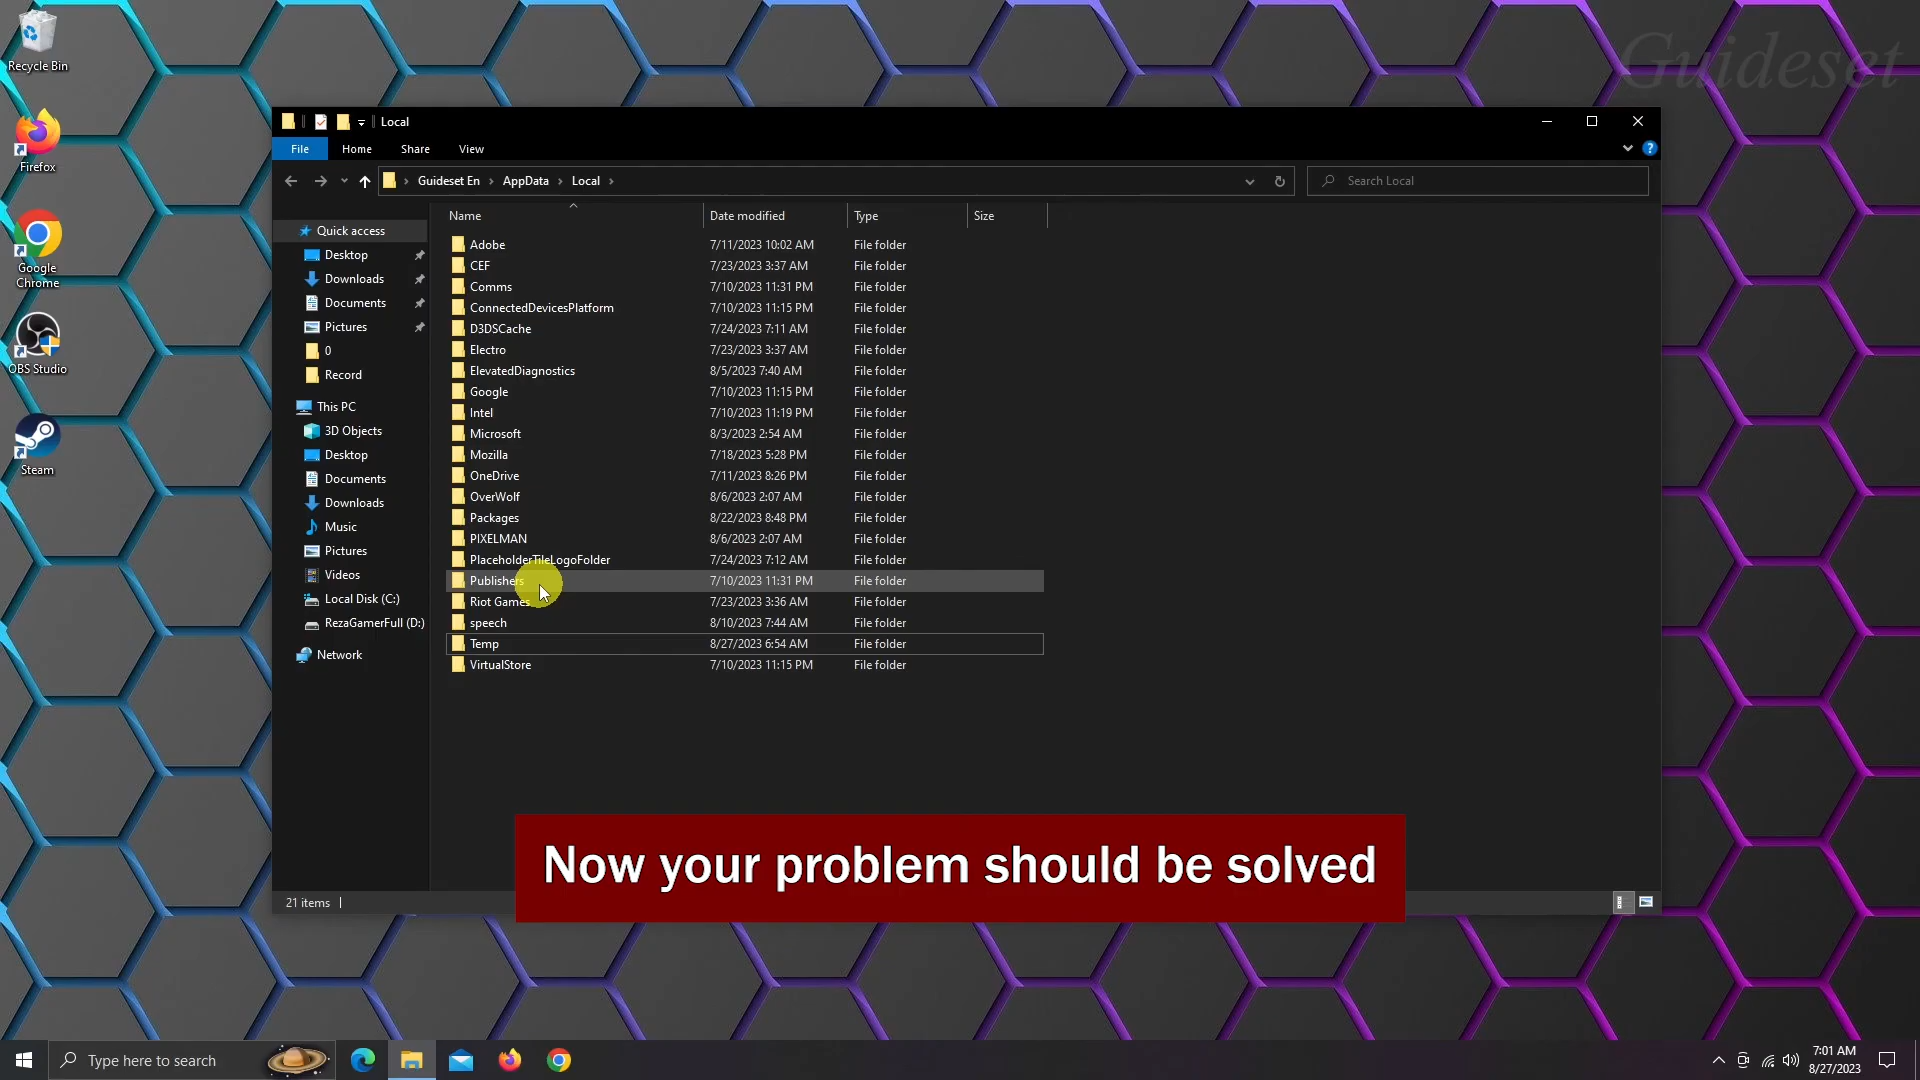 Guideset
Recycle Bin
Firefox
Google
Chrome
OBS Studio
Steam
Local
File Home Share View
?
Guideset En AppData Local
Search Local
Name Date modified Type Size
Quick access
Desktop
Downloads
Documents
Pictures
0
Record
This PC
3D Objects
Desktop
Documents
Downloads
Music
Pictures
Videos
Local Disk (C:)
RezaGamerFull (D:)
Network
Adobe 7/11/2023 10:02 AM File folder
CEF 7/23/2023 3:37 AM File folder
Comms 7/10/2023 11:31 PM File folder
ConnectedDevicesPlatform 7/10/2023 11:15 PM File folder
D3DSCache 7/24/2023 7:11 AM File folder
Electro 7/23/2023 3:37 AM File folder
ElevatedDiagnostics 8/5/2023 7:40 AM File folder
Google 7/10/2023 11:15 PM File folder
Intel 7/10/2023 11:19 PM File folder
Microsoft 8/3/2023 2:54 AM File folder
Mozilla 7/18/2023 5:28 PM File folder
OneDrive 7/11/2023 8:26 PM File folder
OverWolf 8/6/2023 2:07 AM File folder
Packages 8/22/2023 8:48 PM File folder
PIXELMAN 8/6/2023 2:07 AM File folder
PlaceholderTileLogoFolder 7/24/2023 7:12 AM File folder
Publishers 7/10/2023 11:31 PM File folder
Riot Games 7/23/2023 3:36 AM File folder
speech 8/10/2023 7:44 AM File folder
Temp 8/27/2023 6:54 AM File folder
VirtualStore 7/10/2023 11:15 PM File folder
Now your problem should be solved
21 items
Type here to search
7:01 AM
8/27/2023